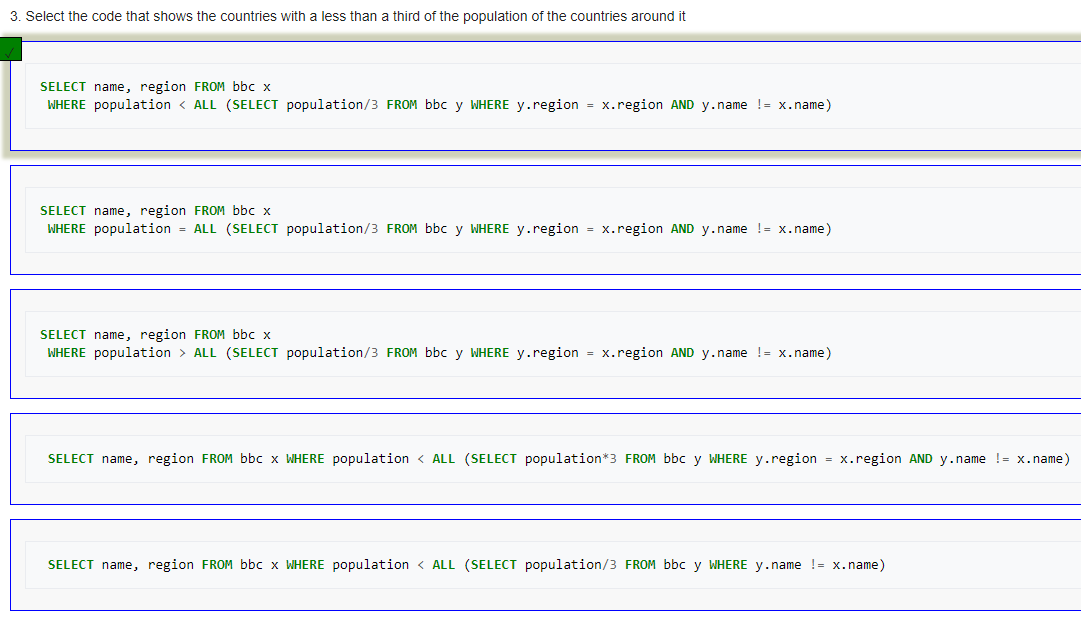 3. Select the code that shows the countries with a less than a third of the population of the countries around it
SELECT name, region FROM bbc x
WHERE population < ALL (SELECT population/3 FROM bbc y WHERE y.region = x.region AND y.name != x.name)
SELECT name, region FROM bbc x
WHERE population = ALL (SELECT population/3 FROM bbc y WHERE y.region = x.region AND y.name != x.name)
SELECT name, region FROM bbc x
WHERE population > ALL (SELECT population/3 FROM bbc y WHERE y.region = x.region AND y.name != x.name)
SELECT name, region FROM bbc x WHERE population < ALL (SELECT population*3 FROM bbc y WHERE y.region = x.region AND y.name != x.name)
SELECT name, region FROM bbc x WHERE population < ALL (SELECT population/3 FROM bbc y WHERE y.name != x.name)